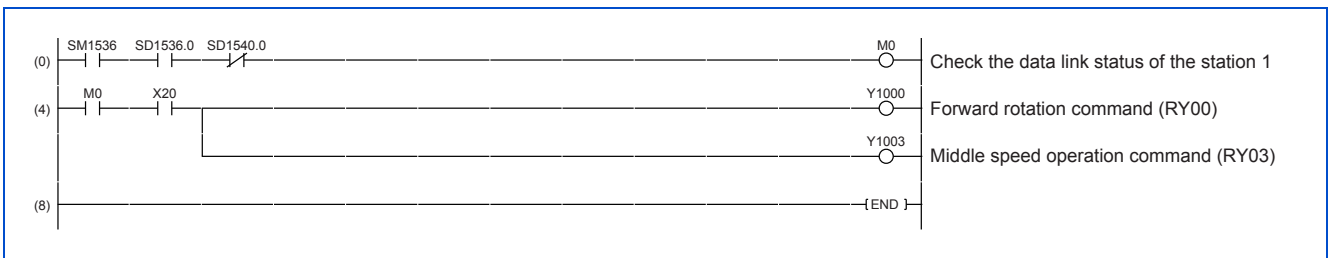 SM1536 SD1536.0 SD1540.0 M0
(0) Check the data link status of the station 1
M0 X20 Y1000
(4) Forward rotation command (RY00)
Y1003
Middle speed operation command (RY03)
(8) END